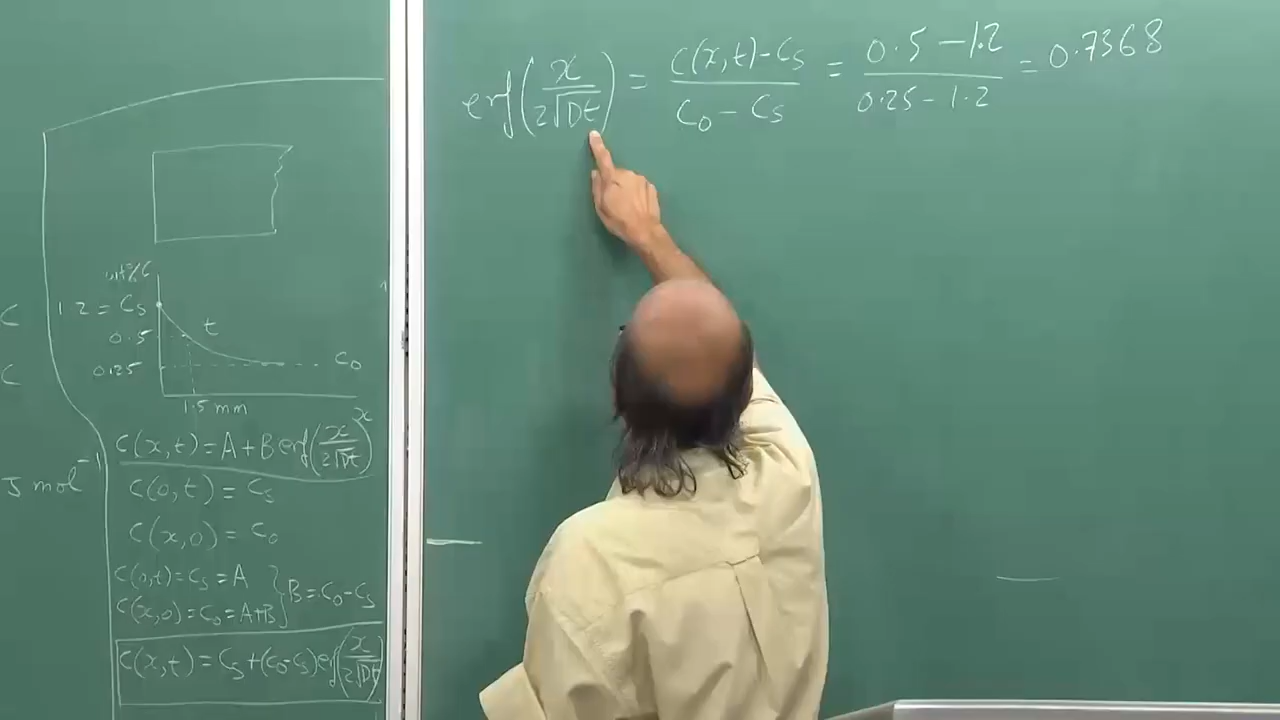 erf(x/2√Dt) = C(x,t)-Cs/C0-Cs = 0.5-1.2/0.25-1.2 = 0.7368
wt%C
C
1.2 = Cs
t
0.5
C
0.25
C0
1.5 mm
x
C(x,t) = A+B erf(x/2√Dt)
J mol⁻¹
C(0,t) = Cs
C(x,0) = C0
C(0,t)=Cs=A
C(x,0)=C0=A+B
} B=C0-Cs
C(x,t) = Cs+(C0-Cs)erf(x/2√Dt)